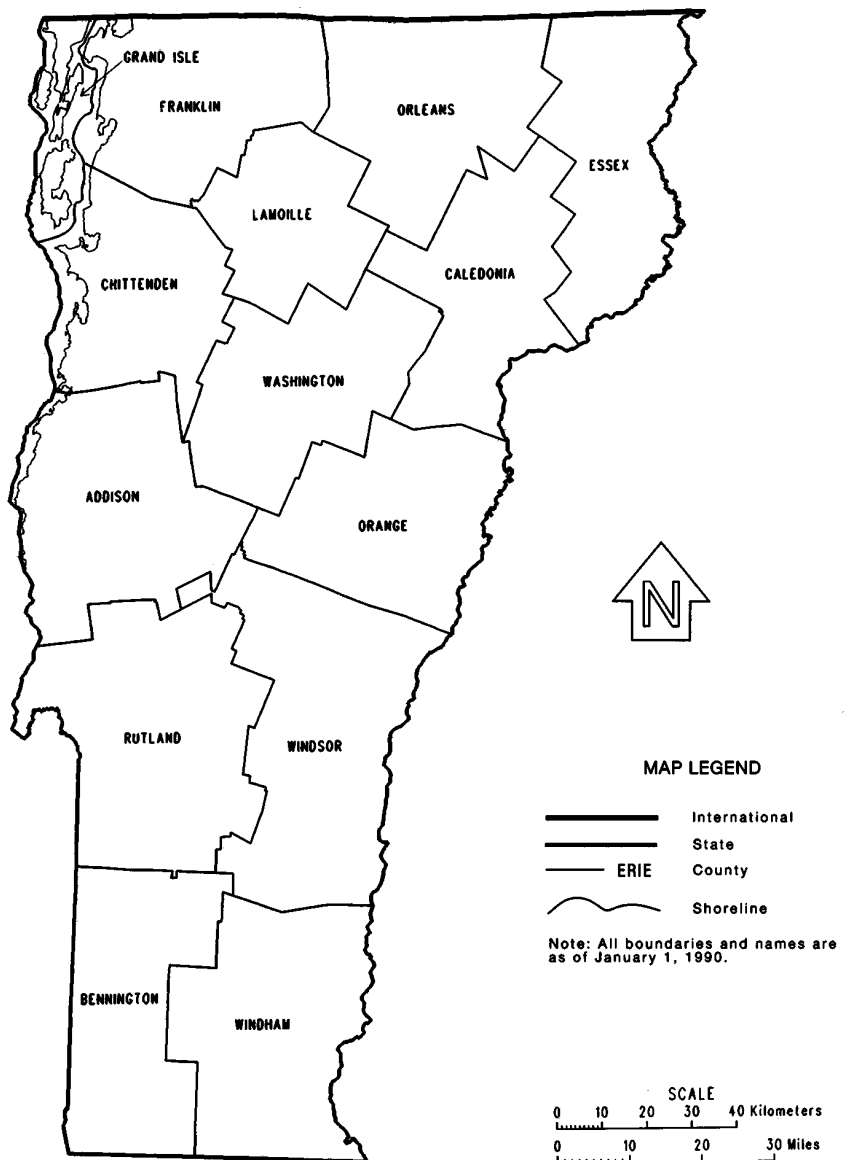 GRAND ISLE
FRANKLIN
ORLEANS
ESSEX
LAMOILLE
CHITTENDEN
CALEDONIA
WASHINGTON
ADDISON
ORANGE
N
RUTLAND
WINDSOR
MAP LEGEND
International
State
ERIE County
Shoreline
Note: All boundaries and names are
as of January 1, 1990.
BENNINGTON
WINDHAM
SCALE
0 10 20 30 40 Kilometers
0 10 20 30 Miles